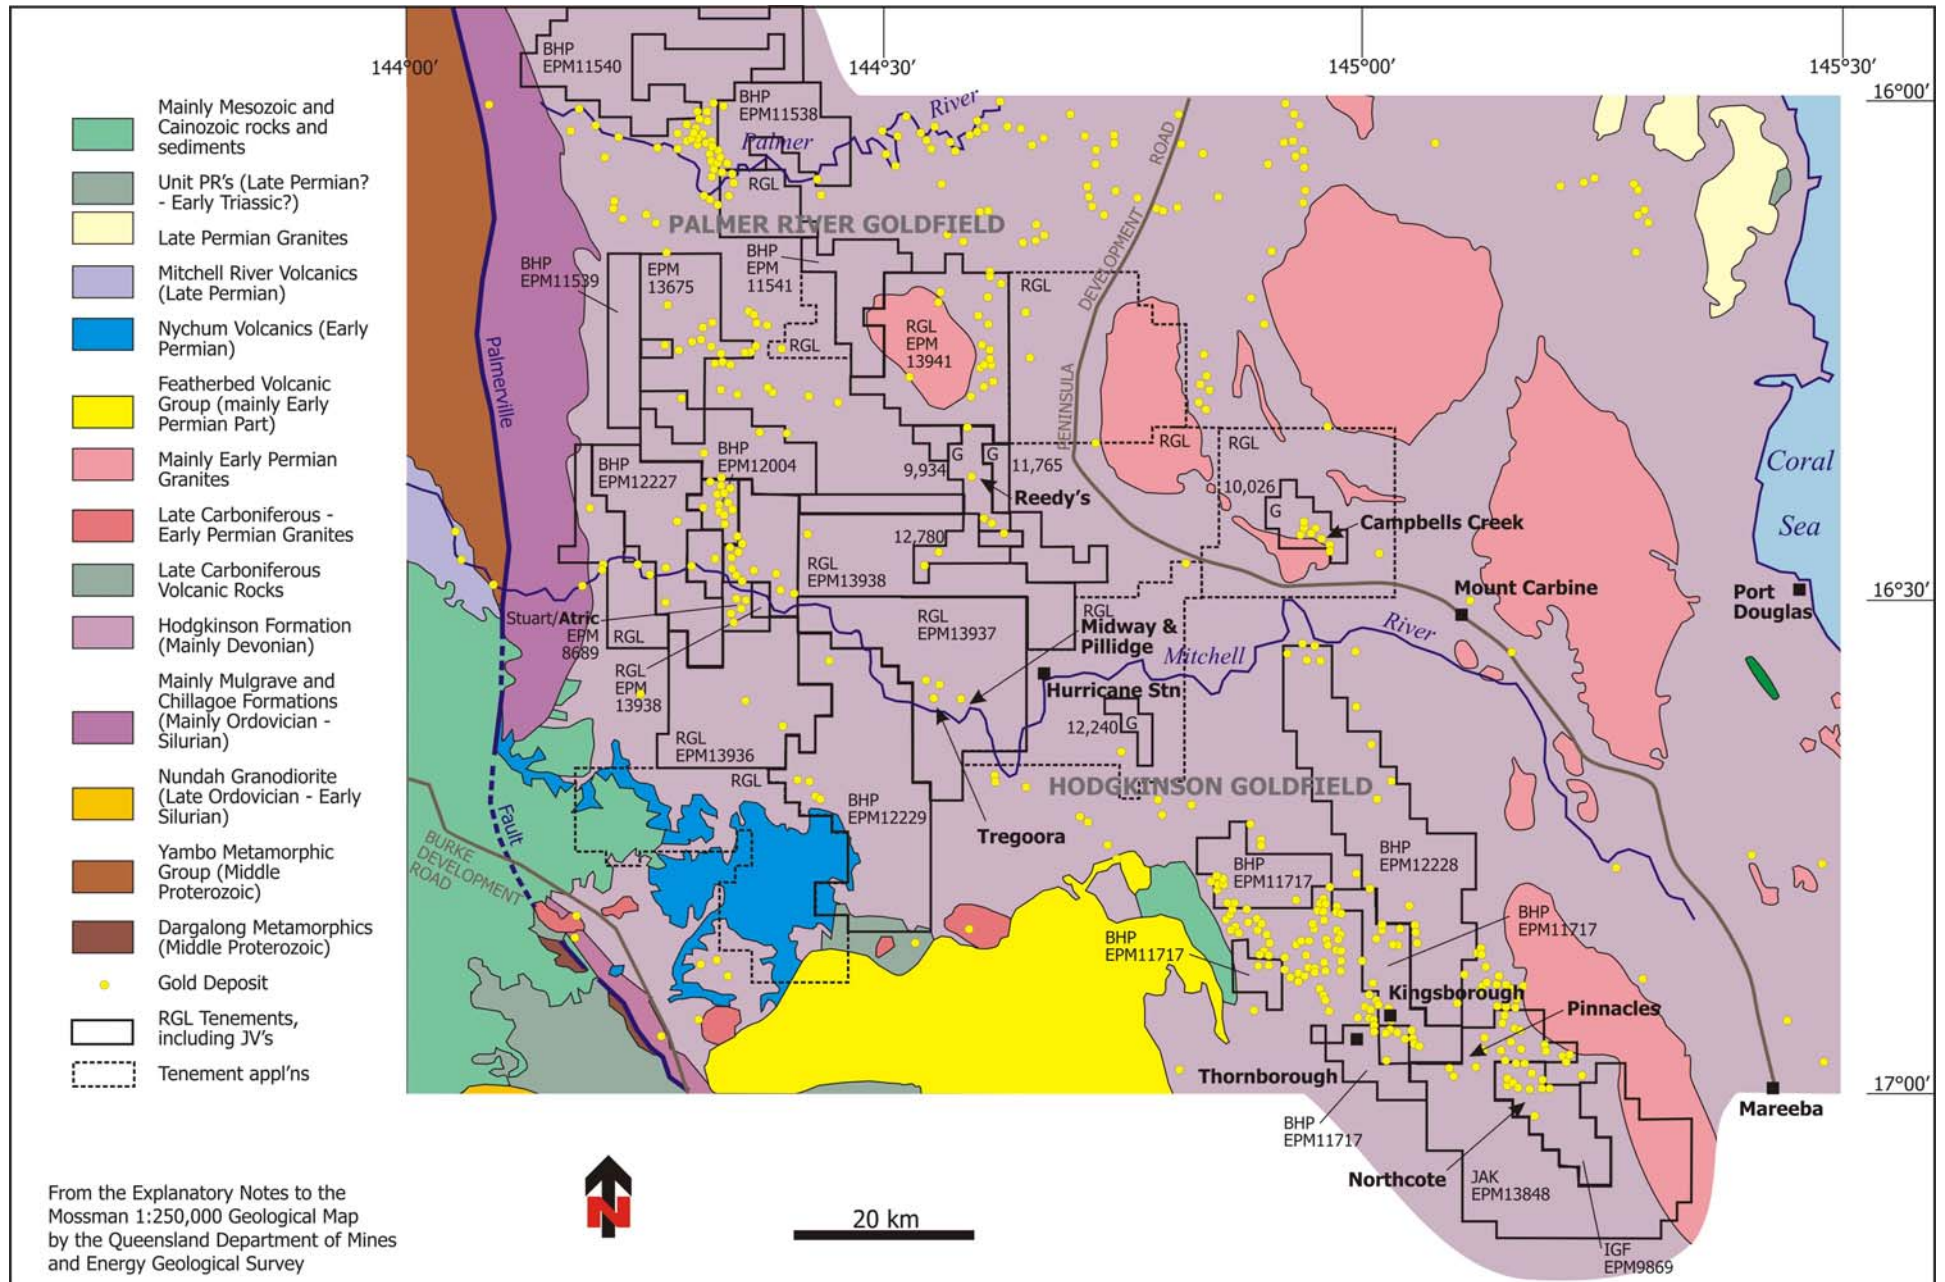 144°00’
144°30’
145°00’
145°30’
16°00’
16°30’
17°00’
Mainly Mesozoic and
Cainozoic rocks and
sediments
Unit PR’s (Late Permian?
- Early Triassic?)
Late Permian Granites
Mitchell River Volcanics
(Late Permian)
Nychum Volcanics (Early
Permian)
Featherbed Volcanic
Group (mainly Early
Permian Part)
Mainly Early Permian
Granites
Late Carboniferous -
Early Permian Granites
Late Carboniferous
Volcanic Rocks
Hodgkinson Formation
(Mainly Devonian)
Mainly Mulgrave and
Chillagoe Formations
(Mainly Ordovician -
Silurian)
Nundah Granodiorite
(Late Ordovician - Early
Silurian)
Yambo Metamorphic
Group (Middle
Proterozoic)
Dargalong Metamorphics
(Middle Proterozoic)
Gold Deposit
RGL Tenements,
including JV’s
Tenement appl’ns
From the Explanatory Notes to the
Mossman 1:250,000 Geological Map
by the Queensland Department of Mines
and Energy Geological Survey
N
20 km
BHP
EPM11540
BHP
EPM11538
River
Palmer
RGL
PALMER RIVER GOLDFIELD
BHP
EPM11539
EPM
13675
BHP
EPM
11541
RGL
RGL
EPM
13941
RGL
PENINSULA
DEVELOPMENT
ROAD
Palmerville
Fault
BHP
EPM12227
BHP
EPM12004
9,934
G
G
11,765
Reedy’s
RGL
RGL
10,026
G
Campbells Creek
Coral
Sea
12,780
RGL
EPM13938
Mount Carbine
Port
Douglas
Stuart/Atric
EPM
8689
RGL
RGL
EPM
13938
RGL
EPM13937
RGL
Midway &
Pillidge
Mitchell
River
Hurricane Stn
12,240
G
RGL
EPM13936
RGL
HODGKINSON GOLDFIELD
BHP
EPM12229
Tregoora
BURKE
DEVELOPMENT
ROAD
BHP
EPM11717
BHP
EPM12228
BHP
EPM11717
BHP
EPM11717
Kingsborough
Pinnacles
Thornborough
BHP
EPM11717
Northcote
JAK
EPM13848
IGF
EPM9869
Mareeba